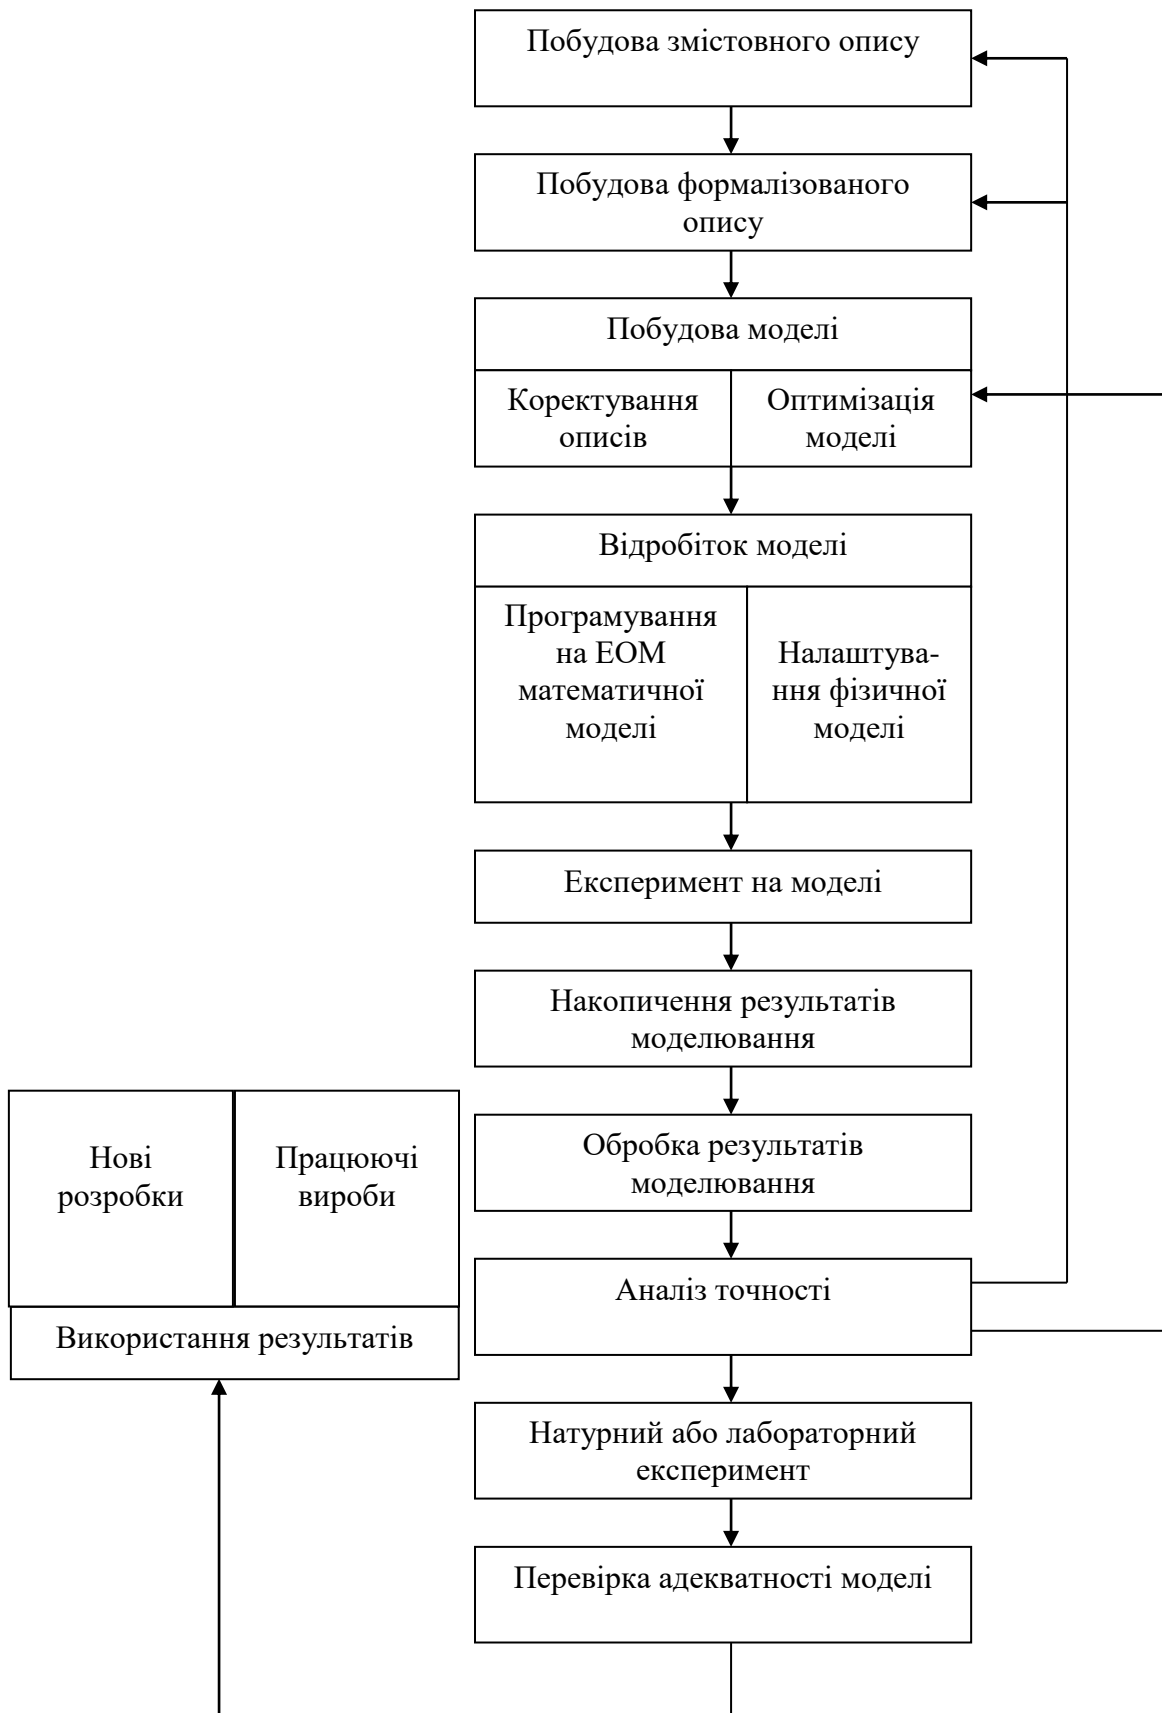 Побудова змістовного опису
Побудова формалізованого
опису
Побудова моделі
Коректування
описів
Оптимізація
моделі
Відробіток моделі
Програмування
на ЕОМ
математичної
моделі
Налаштува-
ння фізичної
моделі
Експеримент на моделі
Накопичення результатів
моделювання
Обробка результатів
моделювання
Нові
розробки
Працюючі
вироби
Використання результатів
Аналіз точності
Натурний або лабораторний
експеримент
Перевірка адекватності моделі